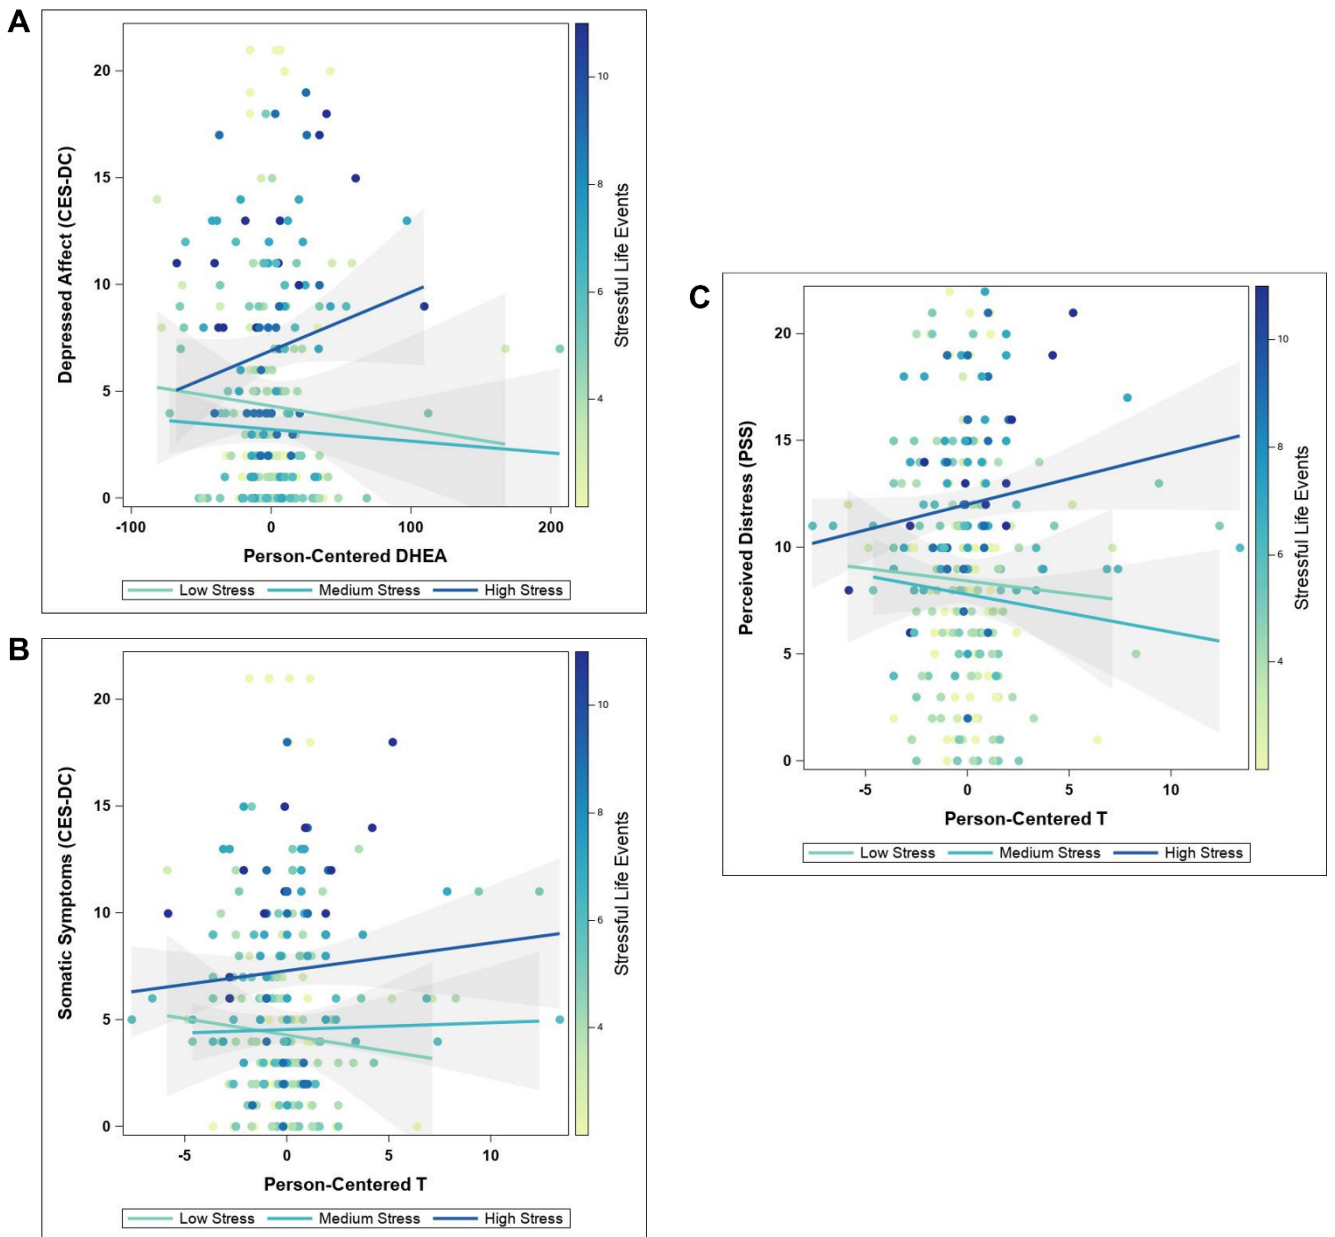 A
Depressed Affect (CES-DC)
20
15
10
5
0
-100 0 100 200
Person-Centered DHEA
Low Stress Medium Stress High Stress
10
8
6
4
Stressful Life Events
B
Somatic Symptoms (CES-DC)
20
15
10
5
0
-5 0 5 10
Person-Centered T
Low Stress Medium Stress High Stress
10
8
6
4
Stressful Life Events
C
Perceived Distress (PSS)
20
15
10
5
0
-5 0 5 10
Person-Centered T
Low Stress Medium Stress High Stress
10
8
6
4
Stressful Life Events